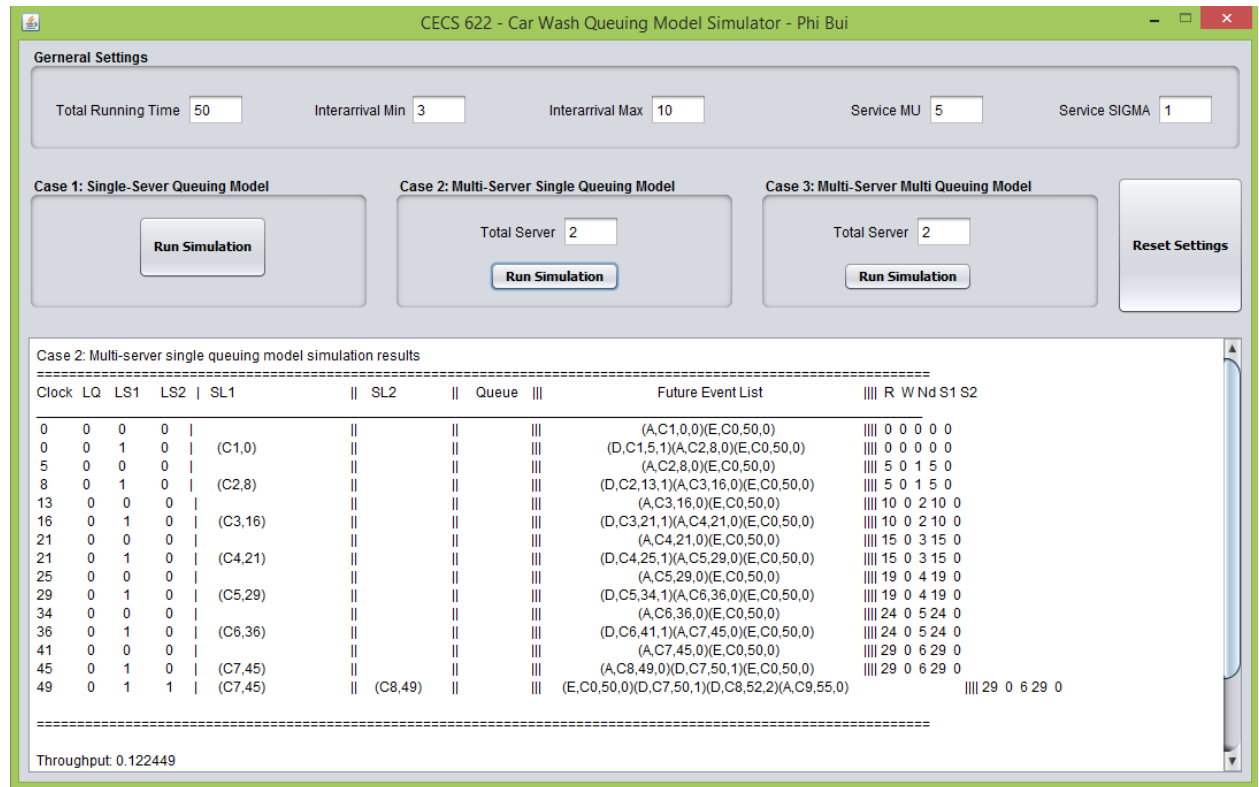 CECS 622 - Car Wash Queuing Model Simulator - Phi Bui
Gerneral Settings
Total Running Time 50 Interarrival Min 3 Interarrival Max 10 Service MU 5 Service SIGMA 1
Case 1: Single-Sever Queuing Model Case 2: Multi-Server Single Queuing Model Case 3: Multi-Server Multi Queuing Model
Total Server 2 Total Server 2
Run Simulation Run Simulation Run Simulation Reset Settings
Case 2: Multi-server single queuing model simulation results
==================================================================================================
Clock LQ LS1 LS2 | SL1 || SL2 || Queue ||| Future Event List |||| R W Nd S1 S2
0 0 0 0 | || || ||| (A,C1,0,0)(E,C0,50,0) |||| 0 0 0 0 0
0 0 1 0 | (C1,0) || || ||| (D,C1,5,1)(A,C2,8,0)(E,C0,50,0) |||| 0 0 0 0 0
5 0 0 0 | || || ||| (A,C2,8,0)(E,C0,50,0) |||| 5 0 1 5 0
8 0 1 0 | (C2,8) || || ||| (D,C2,13,1)(A,C3,16,0)(E,C0,50,0) |||| 5 0 1 5 0
13 0 0 0 | || || ||| (A,C3,16,0)(E,C0,50,0) |||| 10 0 2 10 0
16 0 1 0 | (C3,16) || || ||| (D,C3,21,1)(A,C4,21,0)(E,C0,50,0) |||| 10 0 2 10 0
21 0 0 0 | || || ||| (A,C4,21,0)(E,C0,50,0) |||| 15 0 3 15 0
21 0 1 0 | (C4,21) || || ||| (D,C4,25,1)(A,C5,29,0)(E,C0,50,0) |||| 15 0 3 15 0
25 0 0 0 | || || ||| (A,C5,29,0)(E,C0,50,0) |||| 19 0 4 19 0
29 0 1 0 | (C5,29) || || ||| (D,C5,34,1)(A,C6,36,0)(E,C0,50,0) |||| 19 0 4 19 0
34 0 0 0 | || || ||| (A,C6,36,0)(E,C0,50,0) |||| 24 0 5 24 0
36 0 1 0 | (C6,36) || || ||| (D,C6,41,1)(A,C7,45,0)(E,C0,50,0) |||| 24 0 5 24 0
41 0 0 0 | || || ||| (A,C7,45,0)(E,C0,50,0) |||| 29 0 6 29 0
45 0 1 0 | (C7,45) || || ||| (A,C8,49,0)(D,C7,50,1)(E,C0,50,0) |||| 29 0 6 29 0
49 0 1 1 | (C7,45) || (C8,49) || ||| (E,C0,50,0)(D,C7,50,1)(D,C8,52,2)(A,C9,55,0) |||| 29 0 6 29 0
==================================================================================================
Throughput: 0.122449